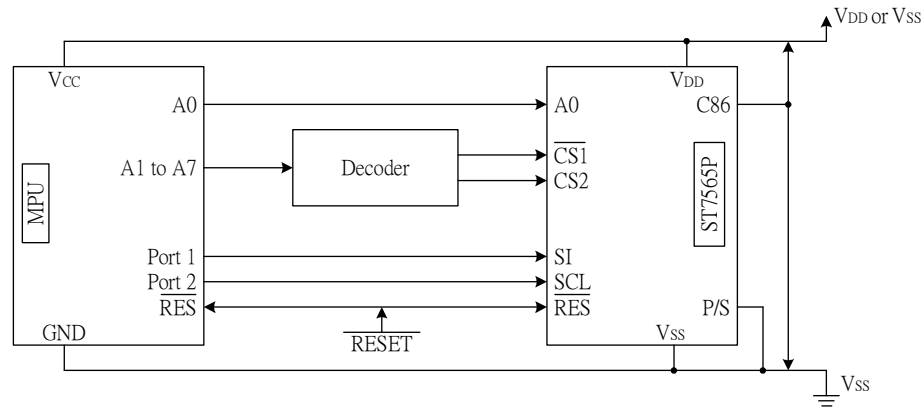 VDD or VSS
VCC
VDD
A0
A0
C86
A1 to A7
Decoder
CS1
CS2
MPU
ST7565P
Port 1
SI
Port 2
SCL
RES
RES
P/S
GND
RESET
VSS
VSS